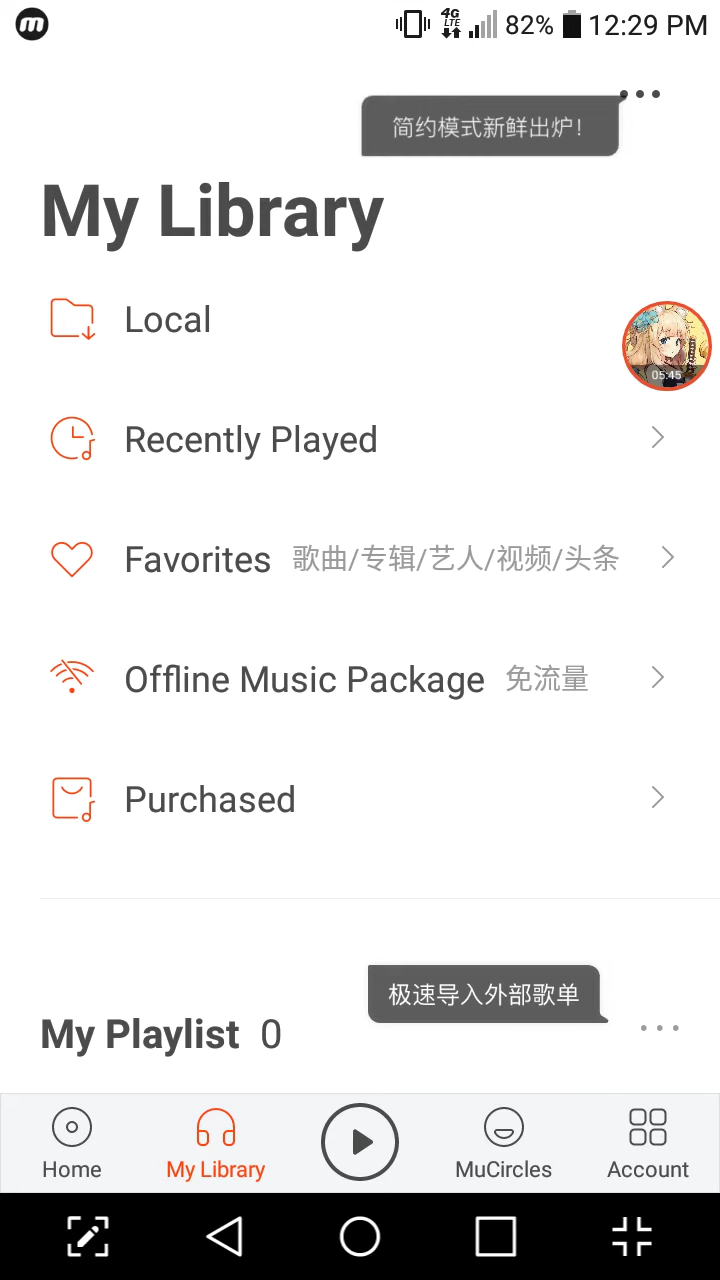 m 4G LTE 82% 12:29 PM
简约模式新鲜出炉!
My Library
Local
05:45
Recently Played
Favorites 歌曲/专辑/艺人/视频/头条
Offline Music Package 免流量
Purchased
极速导入外部歌单
My Playlist 0
Home My Library MuCircles Account